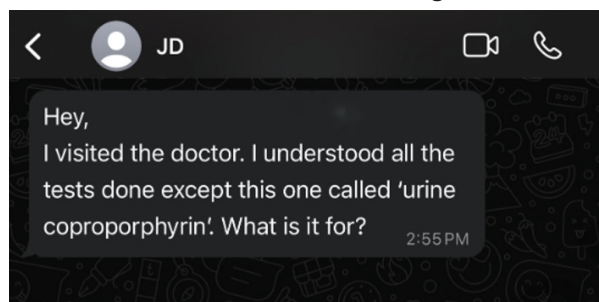 JD
Hey,
I visited the doctor. I understood all the
tests done except this one called ‘urine
coproporphyrin’. What is it for?
2:55 PM